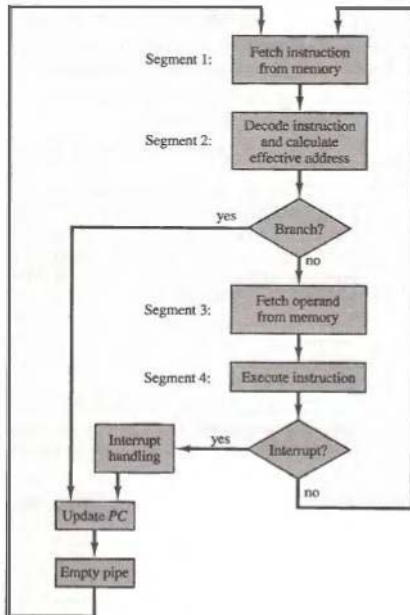 Segment 1:
Fetch instruction
from memory
Segment 2:
Decode instruction
and calculate
effective address
yes
Branch?
no
Segment 3:
Fetch operand
from memory
Segment 4:
Execute instruction
Interrupt
handling
yes
Interrupt?
no
Update PC
Empty pipe